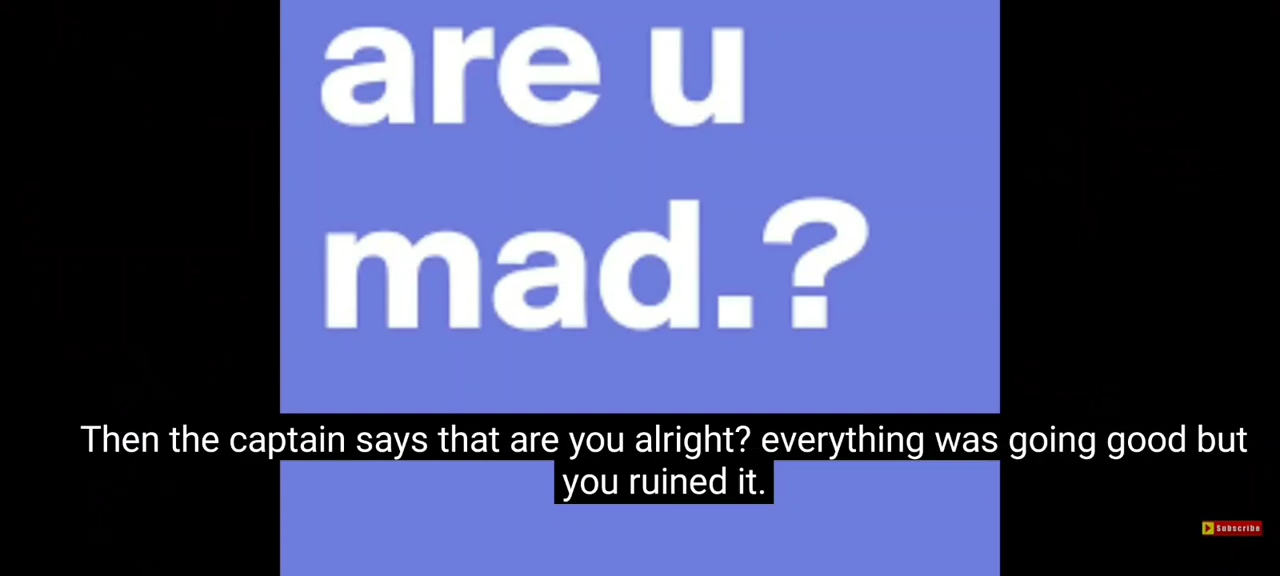 are u
mad.?
Then the captain says that are you alright? everything was going good but
you ruined it.
Subscribe